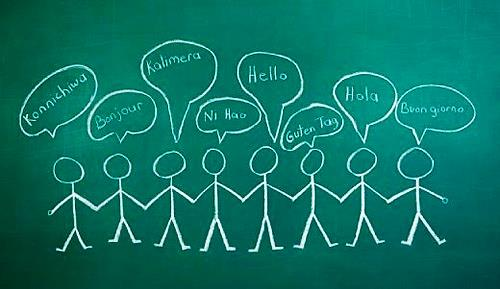 Konnichiwa
Bonjour
Kalimera
Ni Hao
Hello
Guten Tag
Hola
Buongiorno